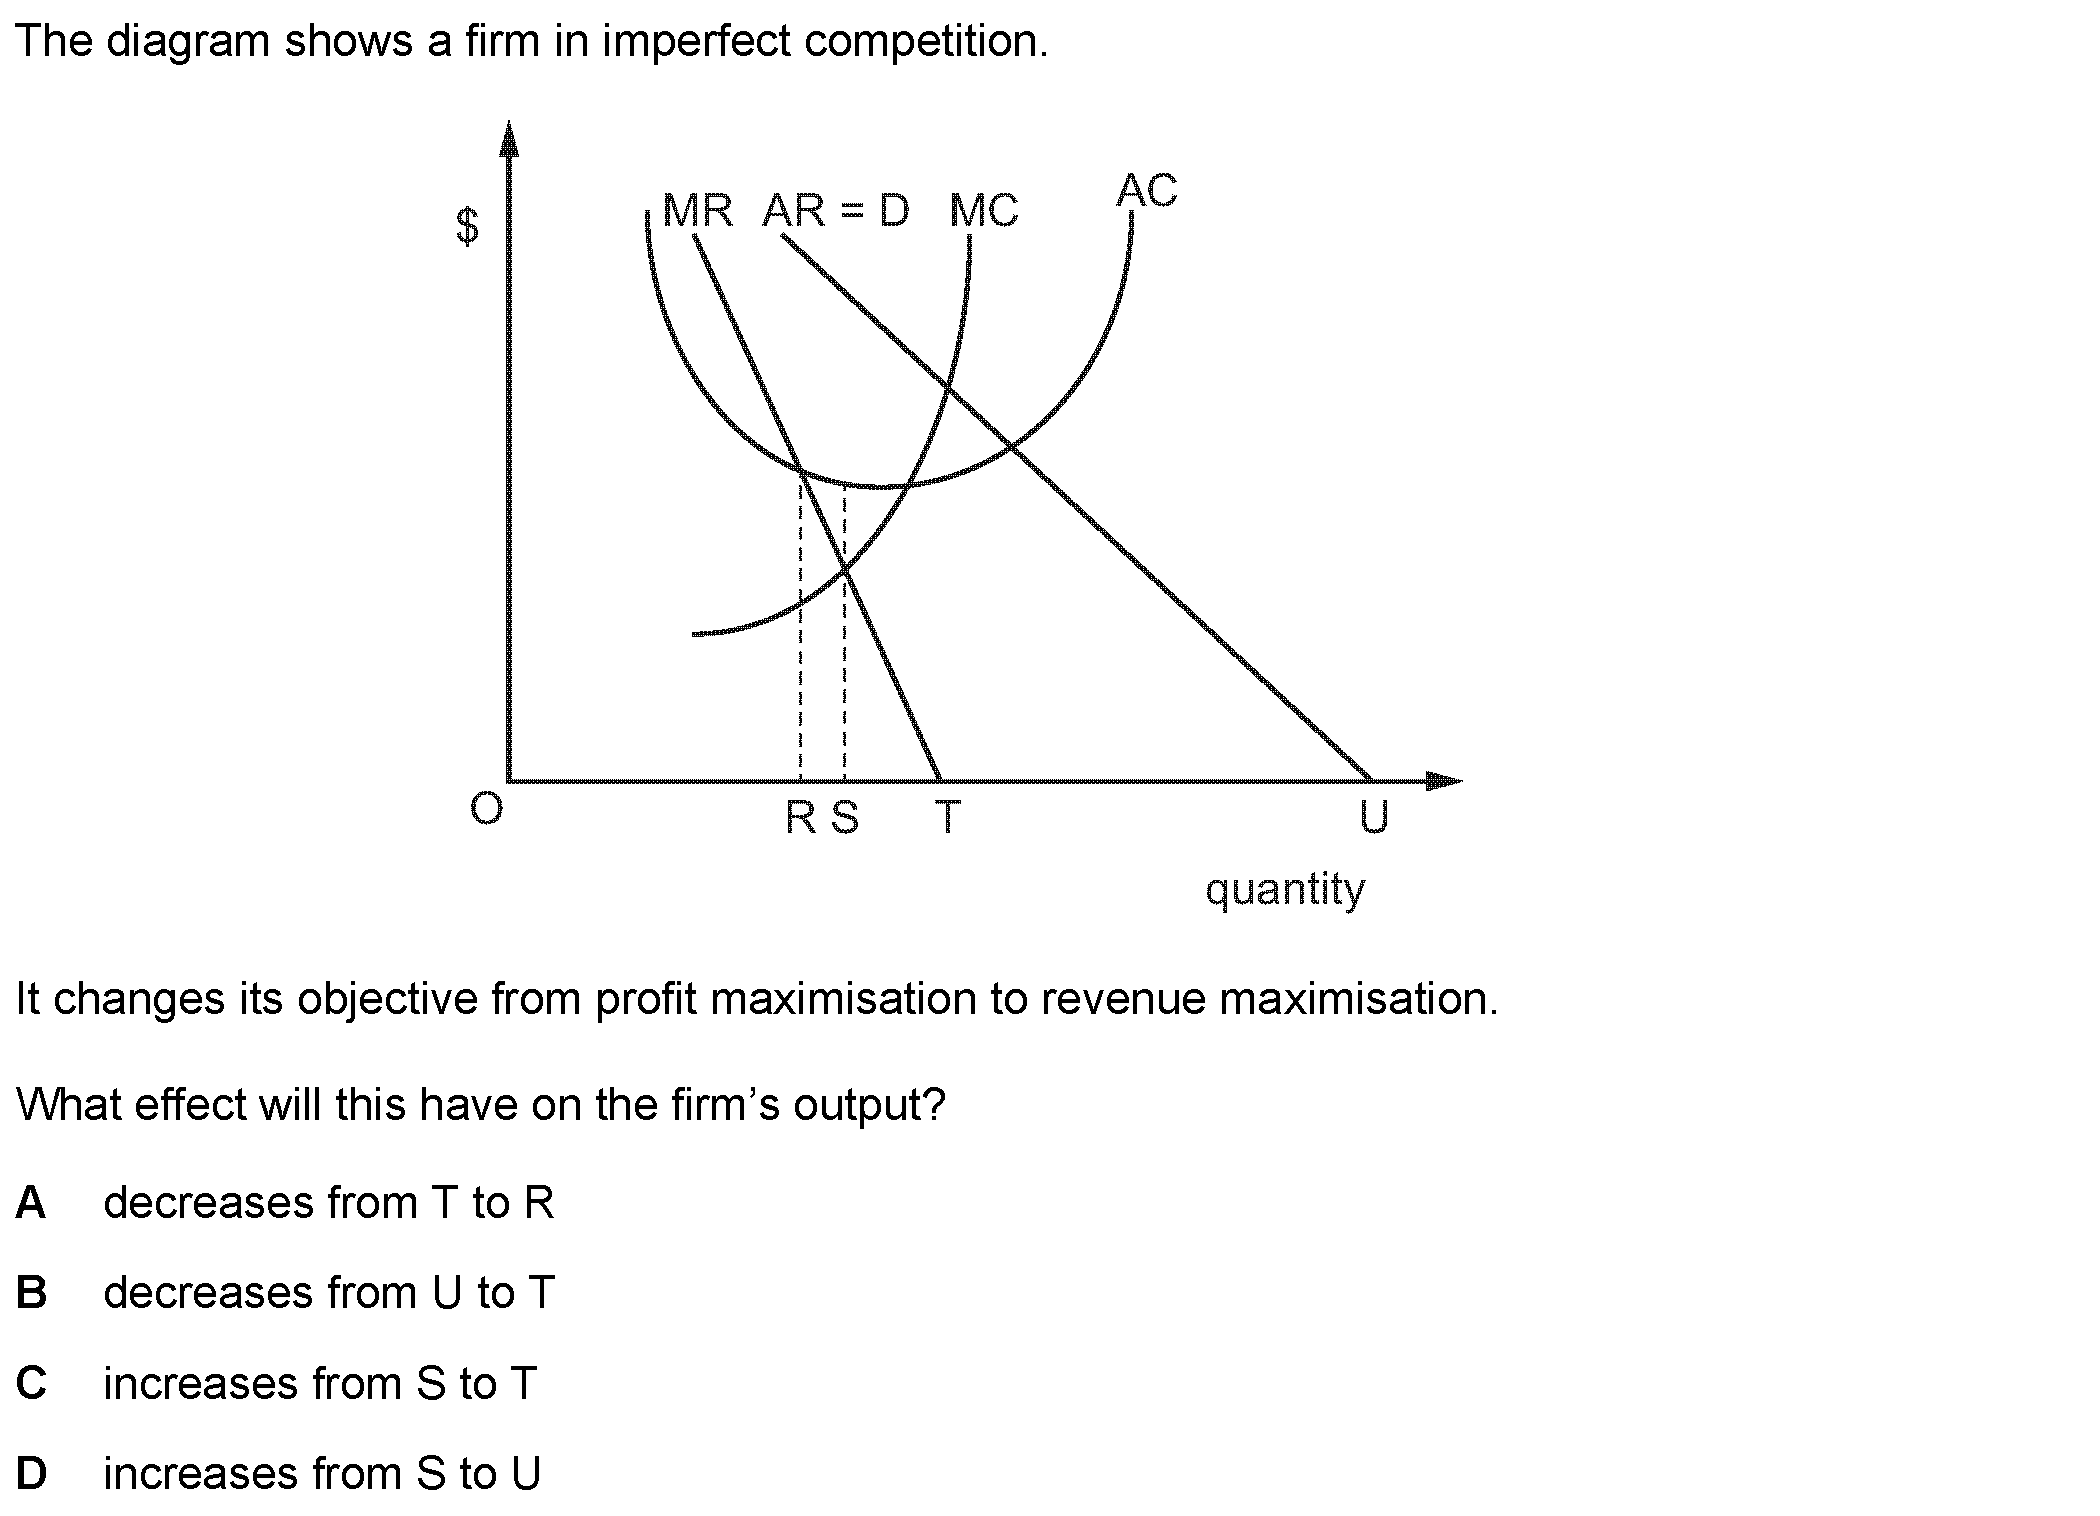 The diagram shows a firm in imperfect competition.
$
MR AR = D MC AC
O
R S T U
quantity
It changes its objective from profit maximisation to revenue maximisation.
What effect will this have on the firm’s output?
A decreases from T to R
B decreases from U to T
C increases from S to T
D increases from S to U